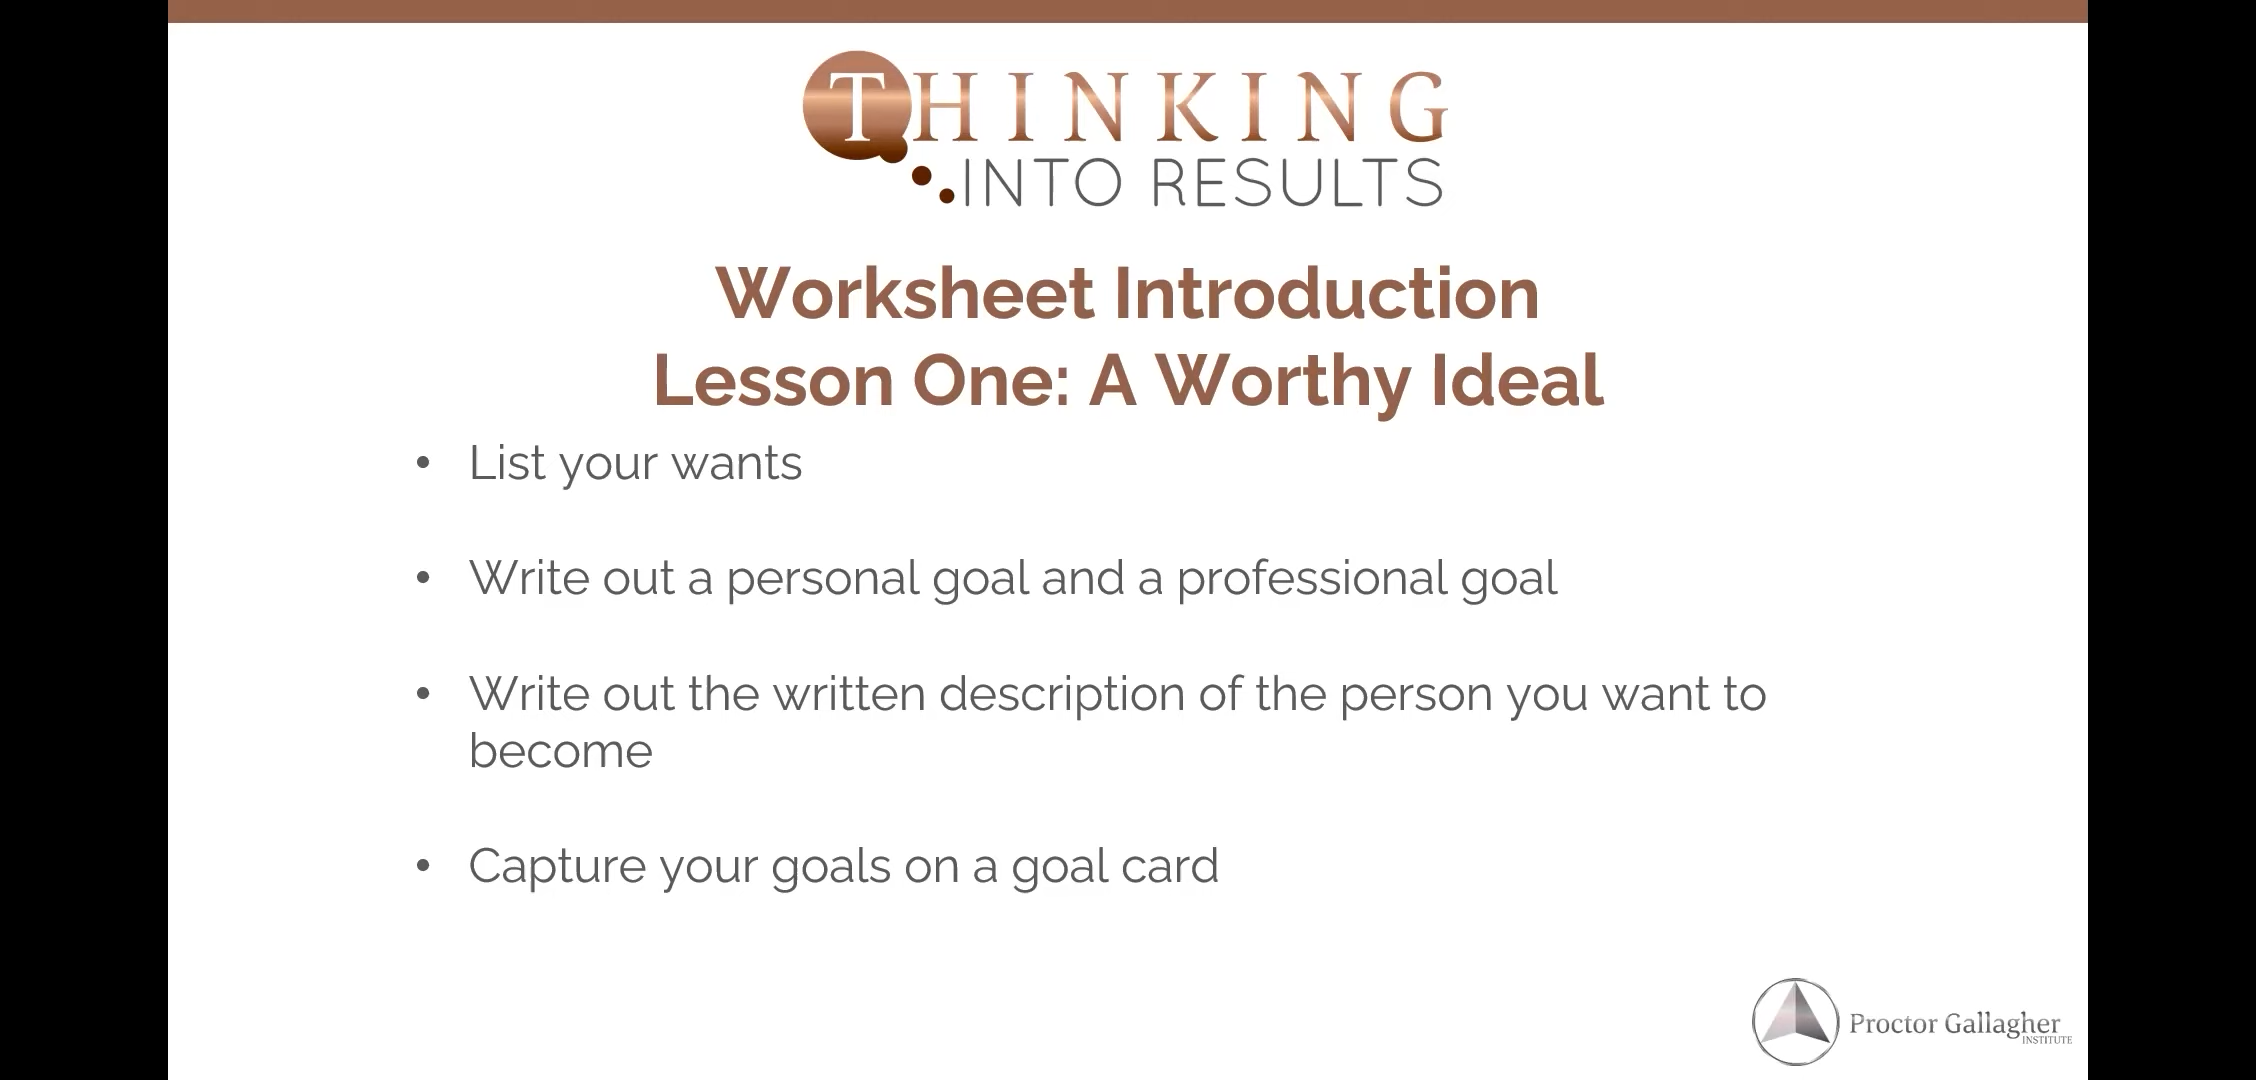 THINKING
INTO RESULTS
Worksheet Introduction
Lesson One: A Worthy Ideal
• List your wants
• Write out a personal goal and a professional goal
• Write out the written description of the person you want to
become
• Capture your goals on a goal card
Proctor Gallagher
INSTITUTE